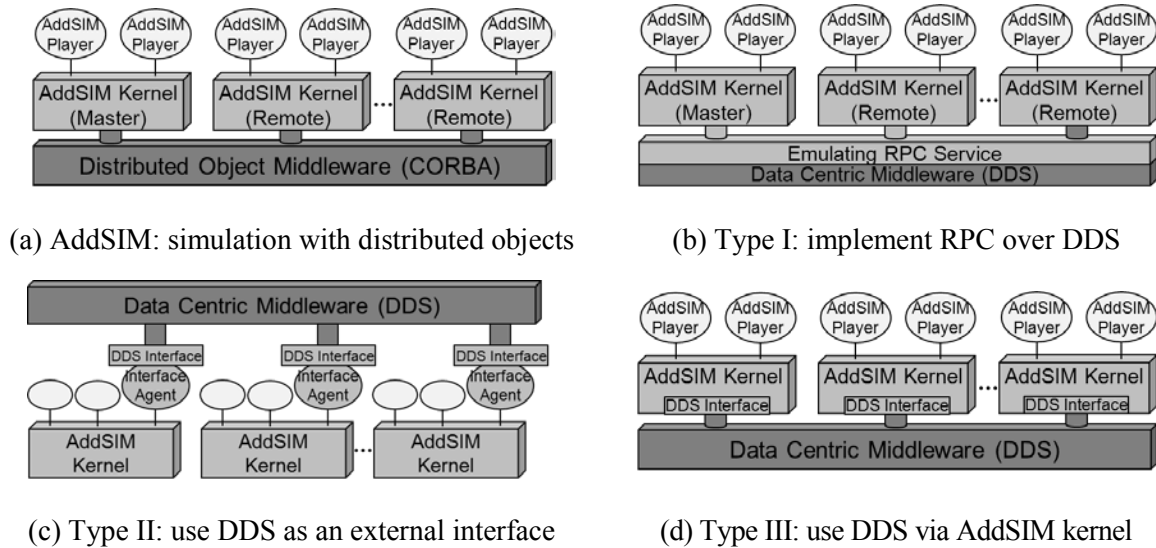 AddSIM AddSIM AddSIM AddSIM AddSIM AddSIM
Player Player Player Player Player Player
AddSIM Kernel AddSIM Kernel AddSIM Kernel
(Master) (Remote) ... (Remote)
Distributed Object Middleware (CORBA)
(a) AddSIM: simulation with distributed objects
AddSIM AddSIM AddSIM AddSIM AddSIM AddSIM
Player Player Player Player Player Player
AddSIM Kernel AddSIM Kernel AddSIM Kernel
(Master) (Remote) ... (Remote)
Emulating RPC Service
Data Centric Middleware (DDS)
(b) Type I: implement RPC over DDS
Data Centric Middleware (DDS)
DDS Interface DDS Interface DDS Interface
Interface Interface Interface
Agent Agent Agent
AddSIM AddSIM ... AddSIM
Kernel Kernel Kernel
(c) Type II: use DDS as an external interface
AddSIM AddSIM AddSIM AddSIM AddSIM AddSIM
Player Player Player Player Player Player
AddSIM Kernel AddSIM Kernel ... AddSIM Kernel
DDS Interface DDS Interface DDS Interface
Data Centric Middleware (DDS)
(d) Type III: use DDS via AddSIM kernel